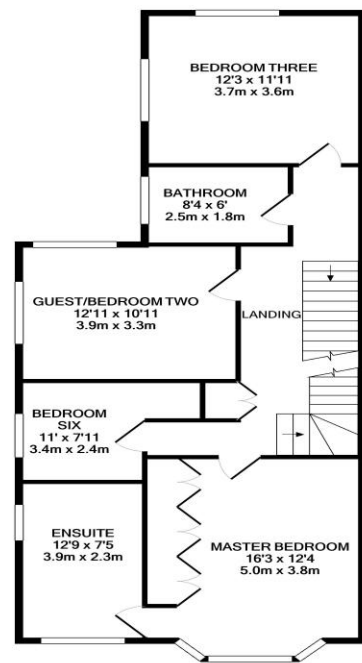 BEDROOM THREE
12'3 x 11'11
3.7m x 3.6m
BATHROOM
8'4 x 6'
2.5m x 1.8m
GUEST/BEDROOM TWO
12'11 x 10'11
3.9m x 3.3m
LANDING
BEDROOM
SIX
11' x 7'11
3.4m x 2.4m
ENSUITE
12'9 x 7'5
3.9m x 2.3m
MASTER BEDROOM
16'3 x 12'4
5.0m x 3.8m